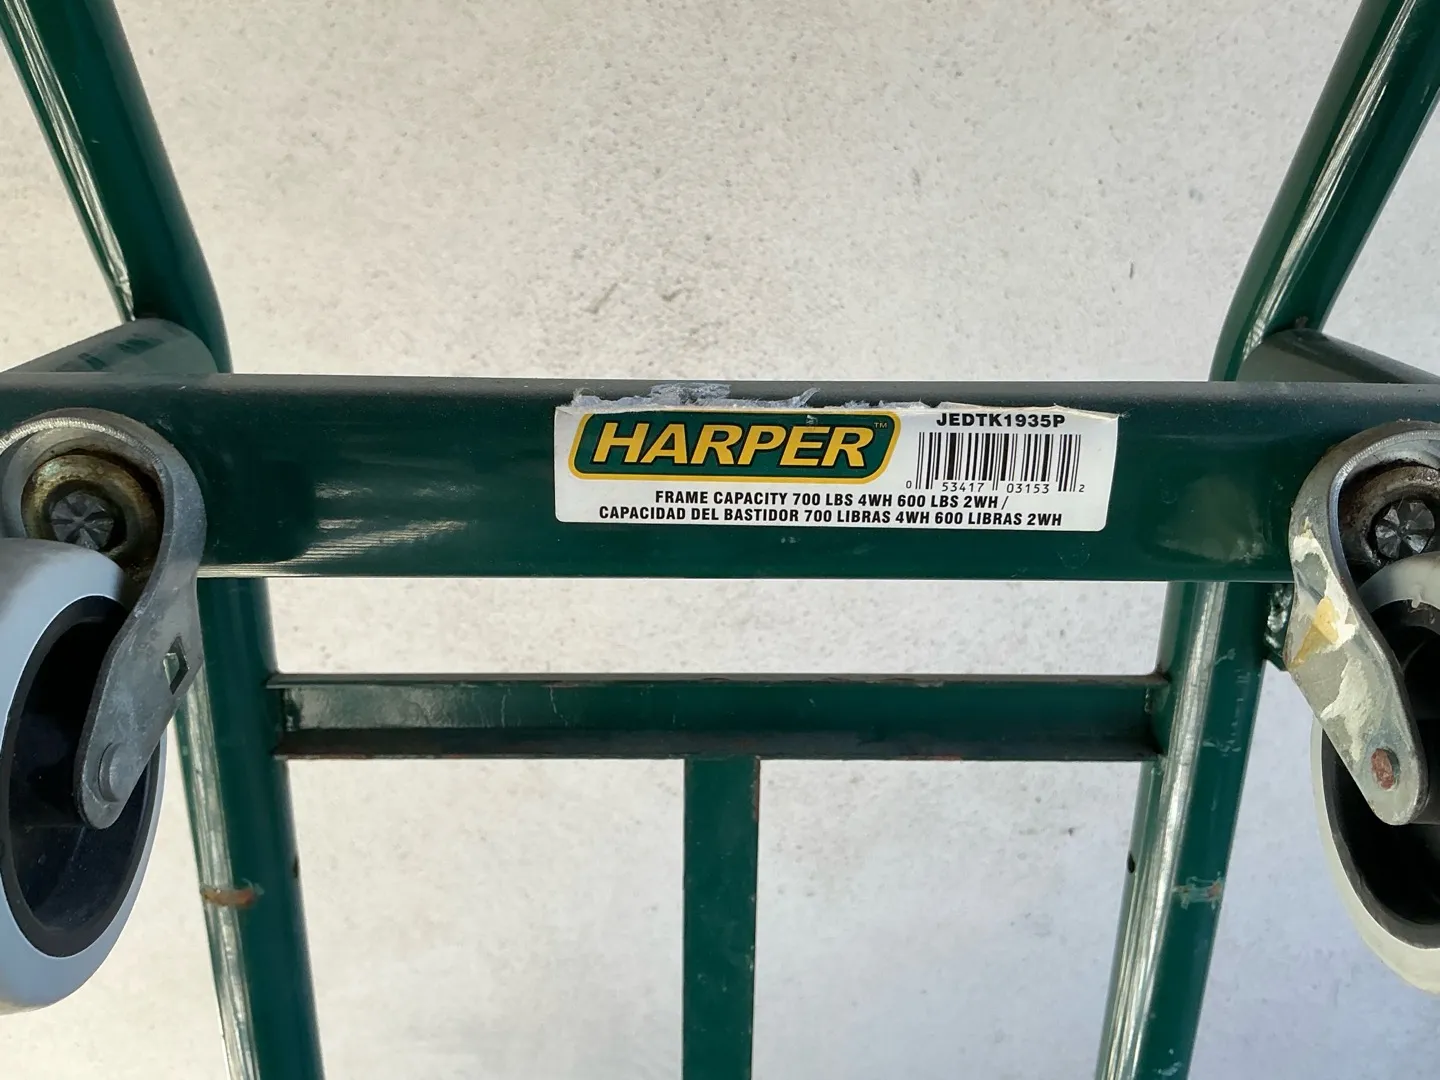 HARPER™
JEDTK1935P
0 53417 03153 2
FRAME CAPACITY 700 LBS 4WH 600 LBS 2WH /
CAPACIDAD DEL BASTIDOR 700 LIBRAS 4WH 600 LIBRAS 2WH